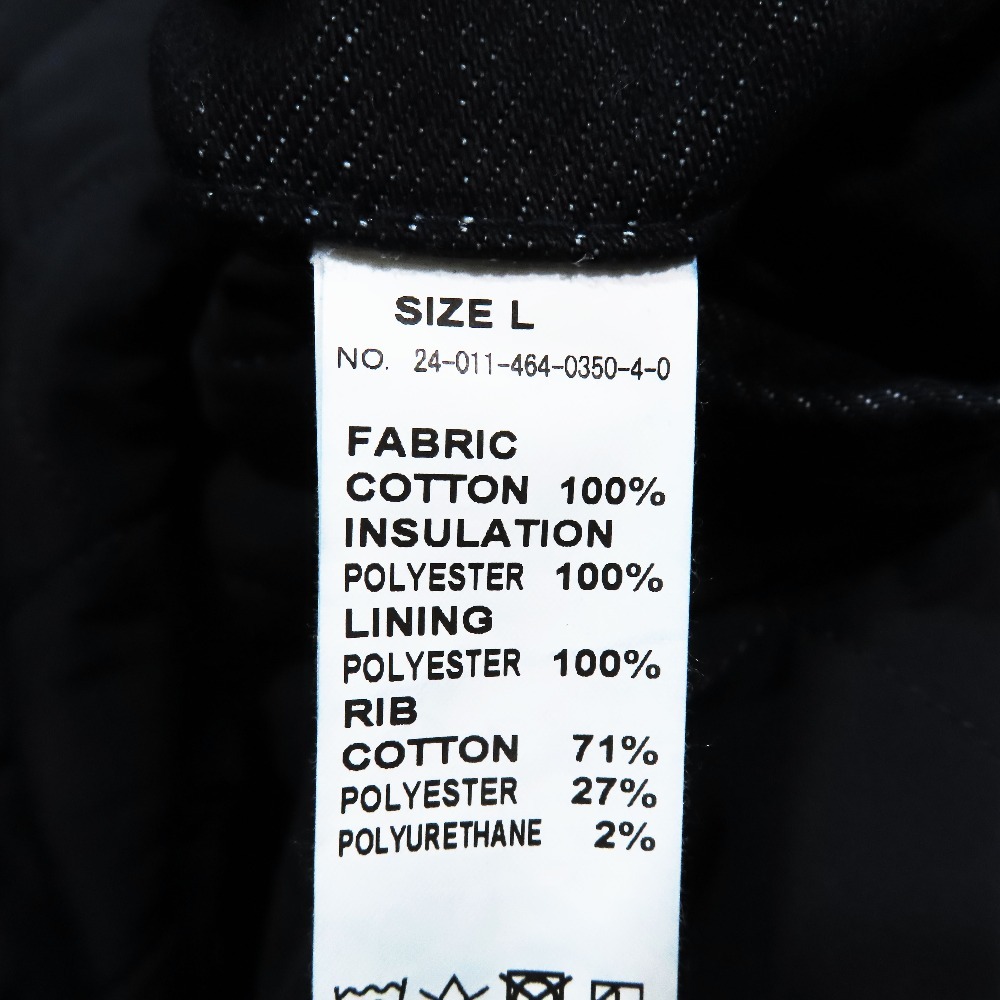 SIZE L
NO. 24-011-464-0350-4-0
FABRIC
COTTON 100%
INSULATION
POLYESTER 100%
LINING
POLYESTER 100%
RIB
COTTON 71%
POLYESTER 27%
POLYURETHANE 2%